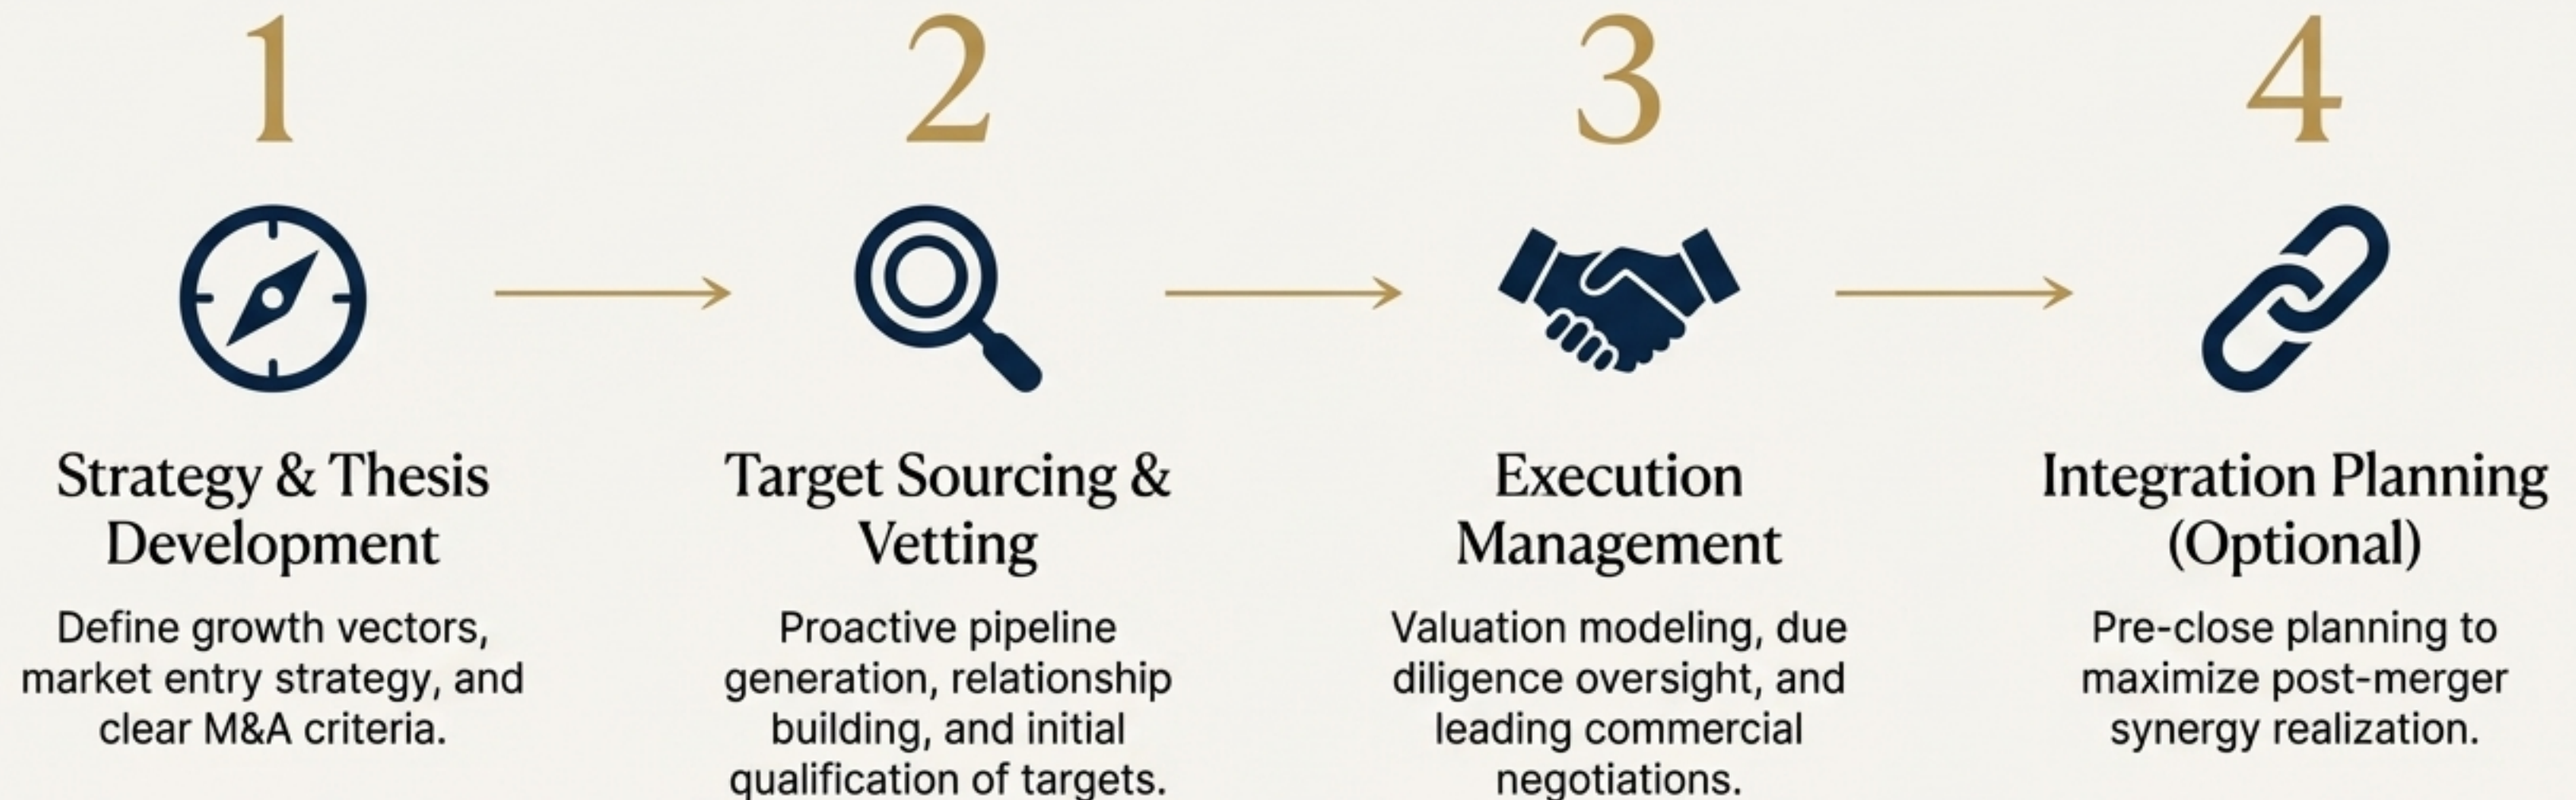 1
2
3
4
Strategy & Thesis
Development
Define growth vectors,
market entry strategy, and
clear M&A criteria.
Target Sourcing &
Vetting
Proactive pipeline
generation, relationship
building, and initial
qualification of targets.
Execution
Management
Valuation modeling, due
diligence oversight, and
leading commercial
negotiations.
Integration Planning
(Optional)
Pre-close planning to
maximize post-merger
synergy realization.